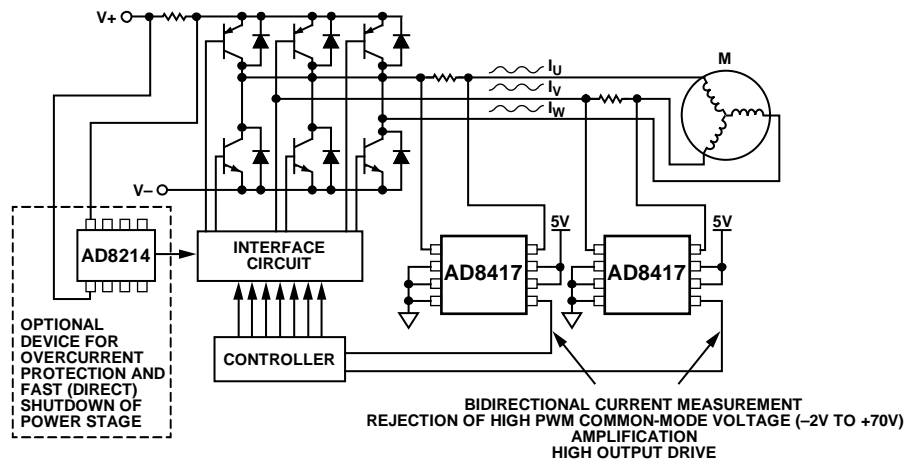 V+
M
IU
IV
IW
V–
5V
5V
AD8214
INTERFACE
CIRCUIT
AD8417
AD8417
OPTIONAL
DEVICE FOR
OVERCURRENT
PROTECTION AND
FAST (DIRECT)
SHUTDOWN OF
POWER STAGE
CONTROLLER
BIDIRECTIONAL CURRENT MEASUREMENT
REJECTION OF HIGH PWM COMMON-MODE VOLTAGE (–2V TO +70V)
AMPLIFICATION
HIGH OUTPUT DRIVE